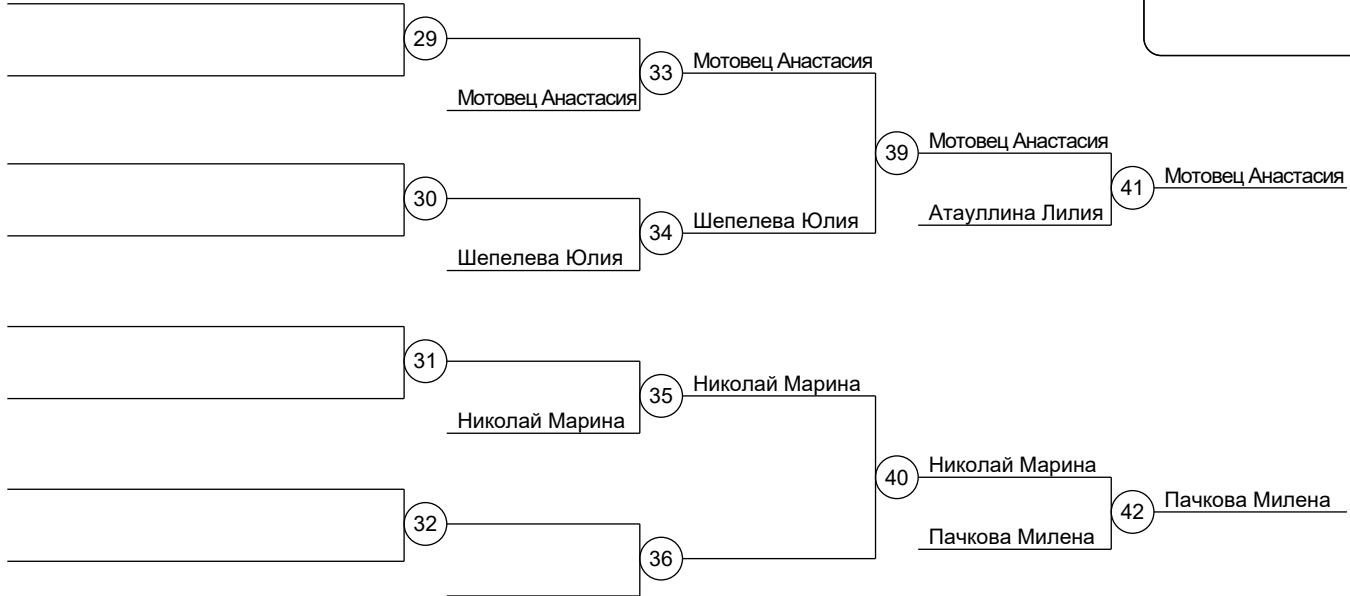 29
33
Мотовец Анастасия
Мотовец Анастасия
39
Мотовец Анастасия
41
Мотовец Анастасия
30
34
Шепелева Юлия
Атауллина Лилия
Шепелева Юлия
31
35
Николай Марина
Николай Марина
40
Николай Марина
42
Пачкова Милена
32
36
Пачкова Милена